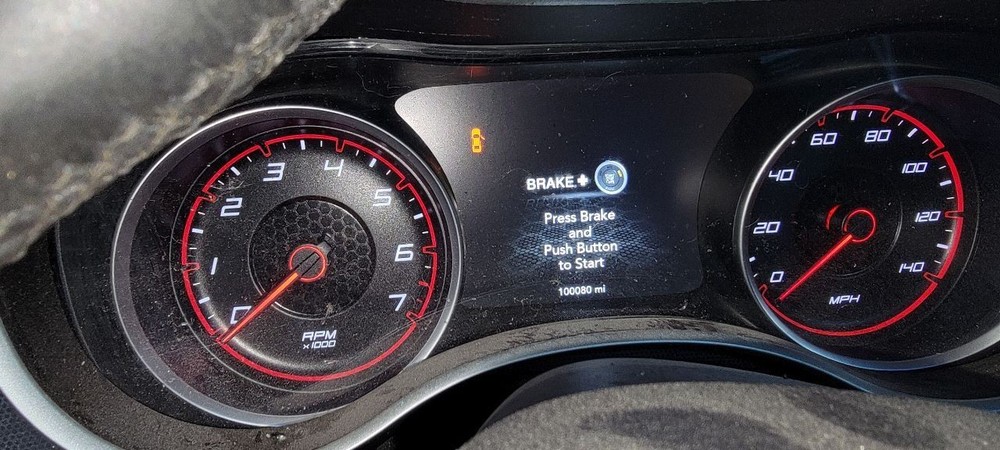 0
1
2
3
4
5
6
7
RPM
x1000
BRAKE +
Press Brake
and
Push Button
to Start
100080 mi
0
20
40
60
80
100
120
140
MPH